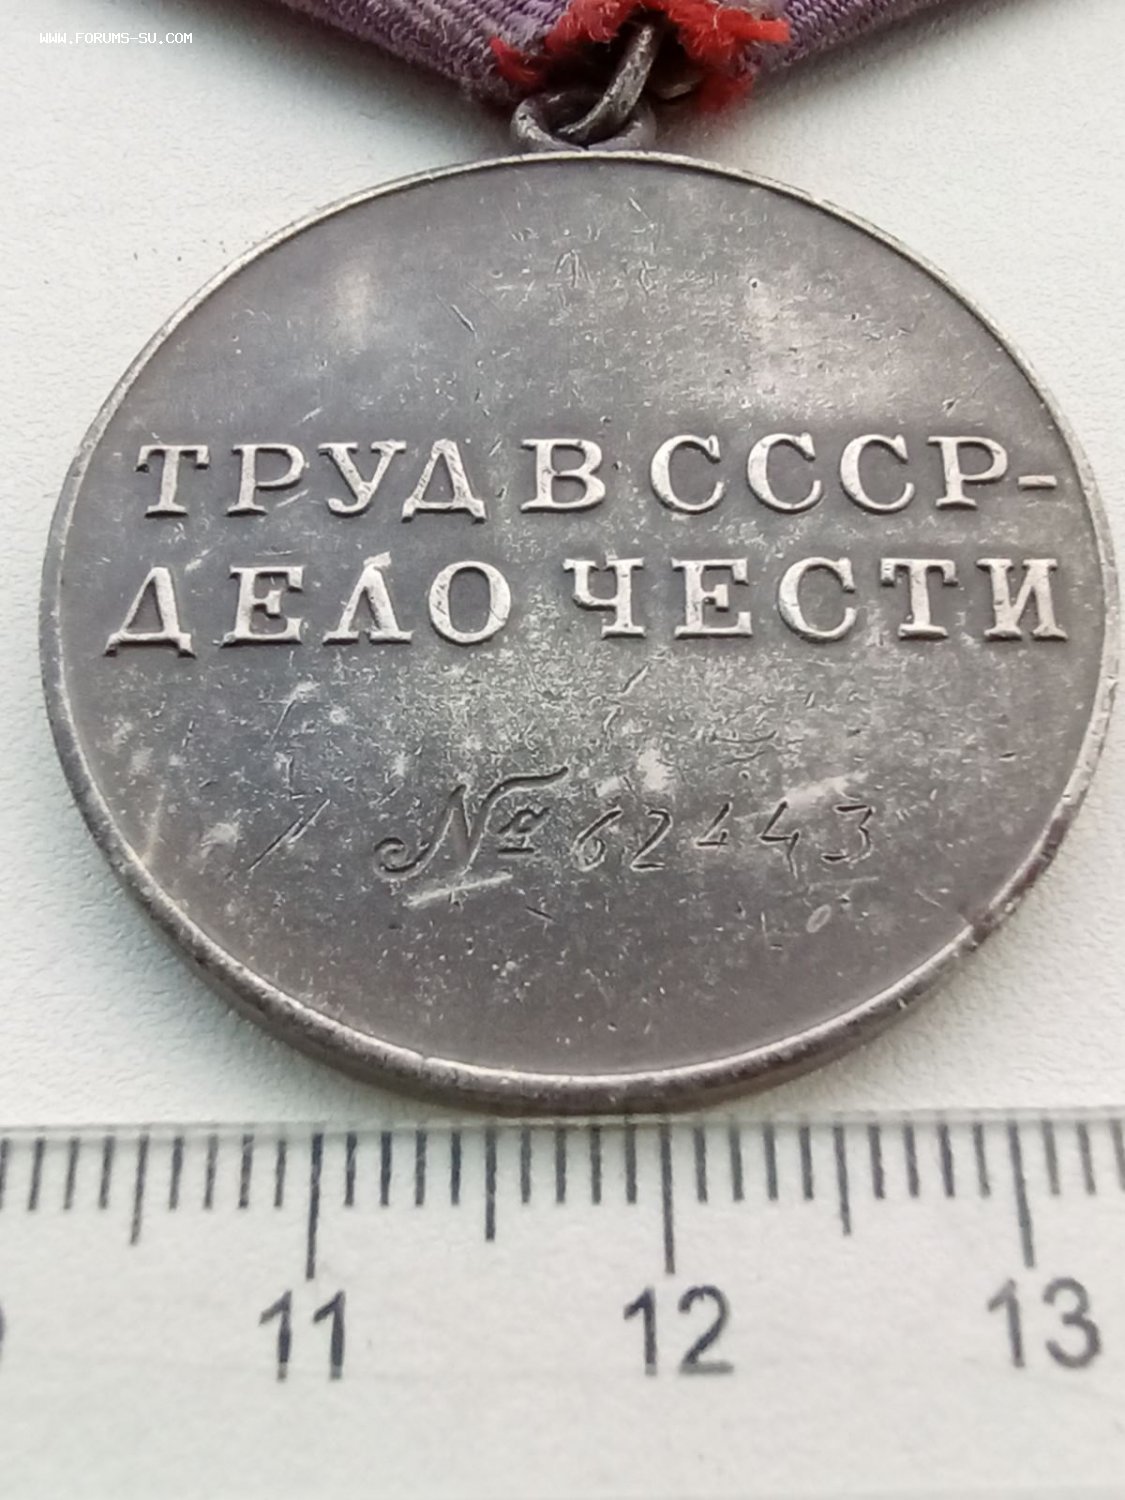 WWW.FORUMS-SU.COM
ТРУД В СССР-
ДЕЛО ЧЕСТИ
№ 62443
11 12 13